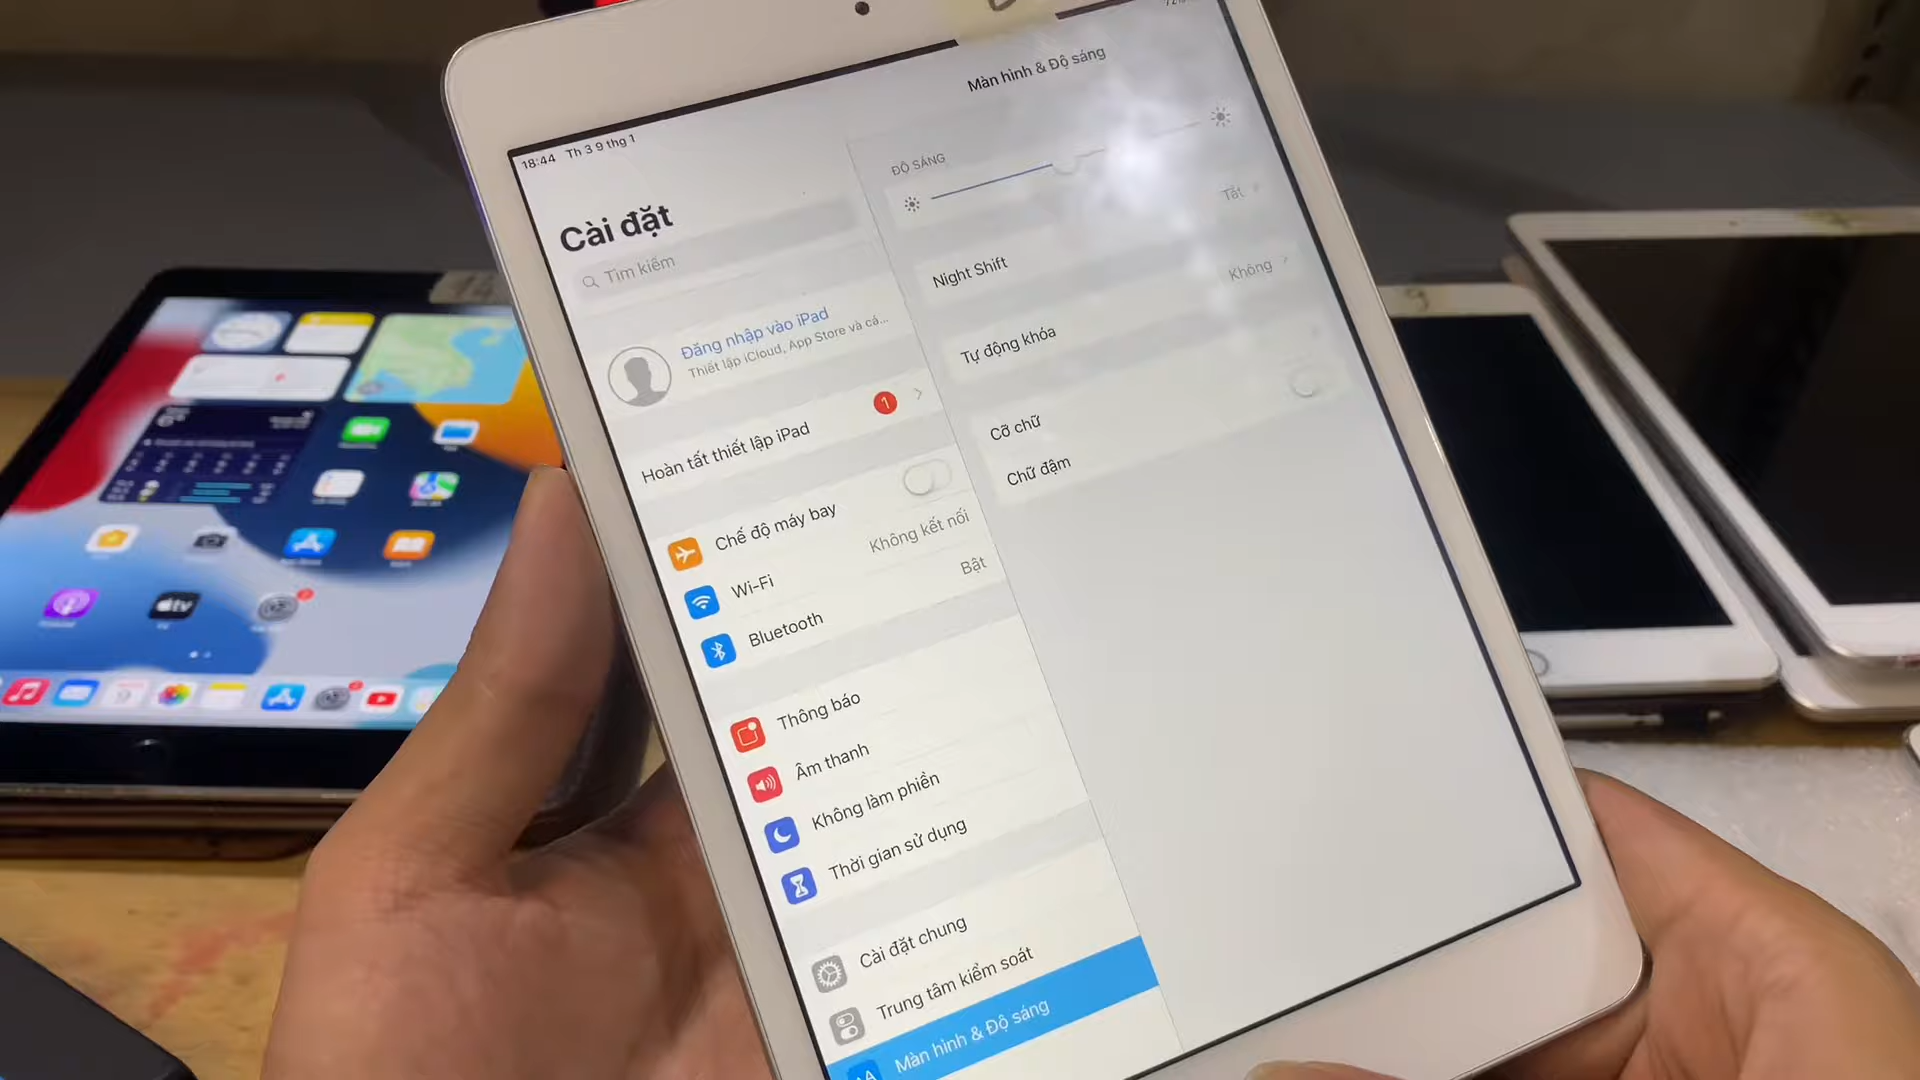 18:44 Th 3 9 thg 1
Cài đặt
Tìm kiếm
Đăng nhập vào iPad
Thiết lập iCloud, App Store và cá...
Hoàn tất thiết lập iPad
1
Chế độ máy bay
Wi-Fi
Không kết nối
Bluetooth
Bật
Thông báo
Âm thanh
Không làm phiền
Thời gian sử dụng
Cài đặt chung
Trung tâm kiểm soát
AA
Màn hình & Độ sáng
Màn hình & Độ sáng
ĐỘ SÁNG
Night Shift
Tắt
Tự động khóa
Không
Cỡ chữ
Chữ đậm
tv